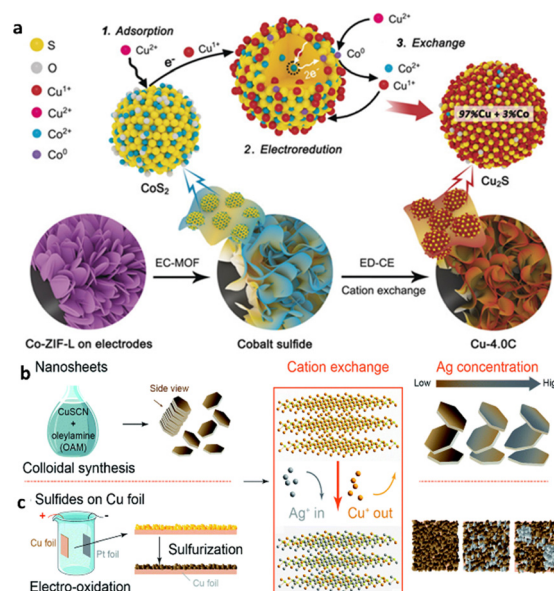 a
S
O
Cu1+
Cu2+
Co2+
Co0
1. Adsorption
Cu2+
e-
Cu1+
CoS2
2e-
2. Electroredution
Co0
Cu2+
3. Exchange
Co2+
Cu1+
97%Cu + 3%Co
Cu2S
EC-MOF
ED-CE
Cation exchange
Co-ZIF-L on electrodes
Cobalt sulfide
Cu-4.0C
b Nanosheets
CuSCN
+
oleylamine
(OAM)
Side view
Colloidal synthesis
Cation exchange
Ag+ in
Cu+ out
Ag concentration
Low
High
c Sulfides on Cu foil
+
-
Cu foil
Pt foil
Sulfurization
Cu foil
Electro-oxidation